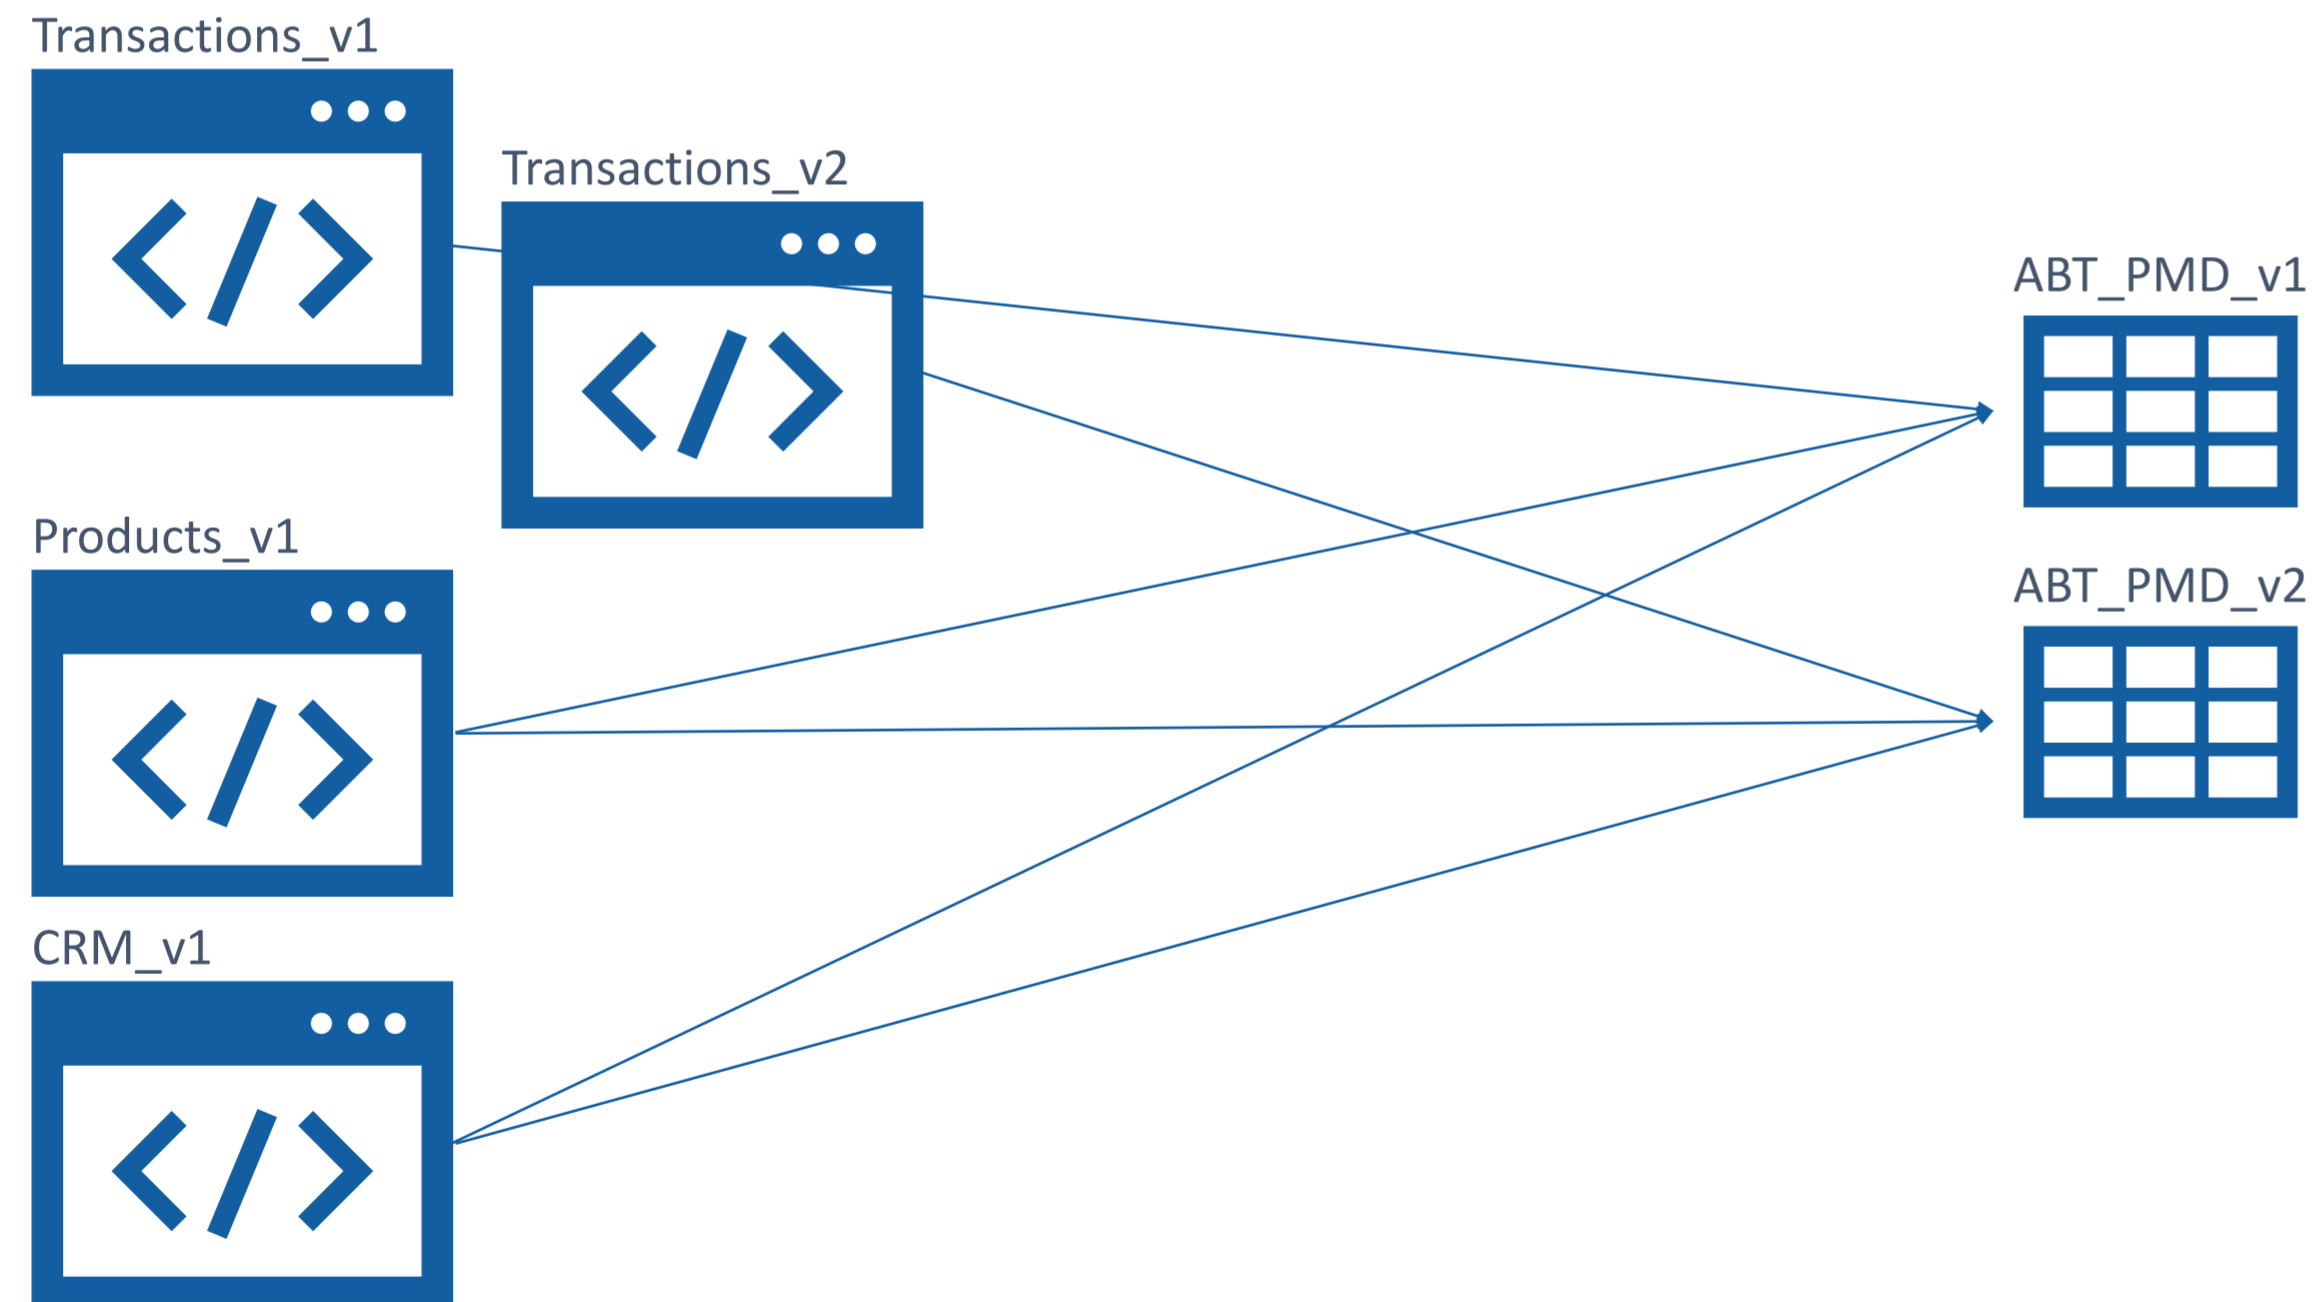 Transactions_v1
Transactions_v2
ABT_PMD_v1
Products_v1
ABT_PMD_v2
CRM_v1